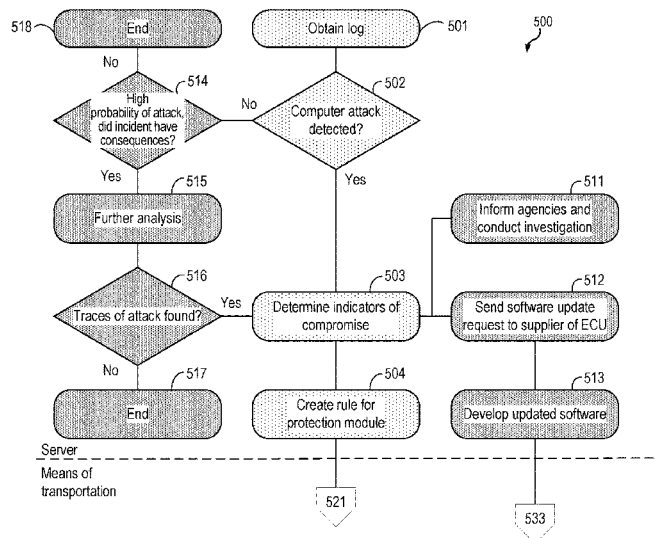 518
End
Obtain log
501
500
No
514
High
probability of attack,
did incident have
consequences?
No
502
Computer attack
detected?
Yes
Yes
515
Further analysis
511
Inform agencies and
conduct investigation
516
Traces of attack found?
Yes
503
Determine indicators of
compromise
512
Send software update
request to supplier of ECU
No
517
End
504
Create rule for
protection module
513
Develop updated software
Server
Means of
transportation
521
533